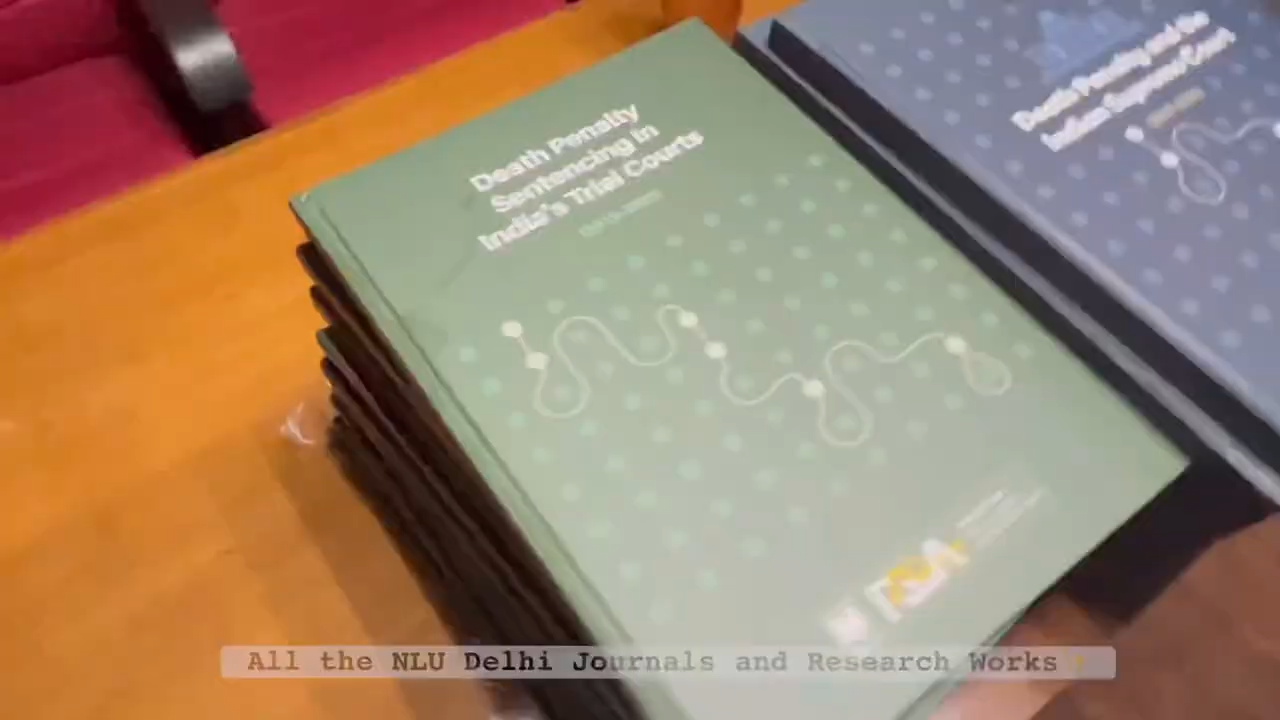 Death Penalty
Sentencing in
India's Trial Courts
Death Penalty and the
Indian Supreme Court
All the NLU Delhi Journals and Research Works